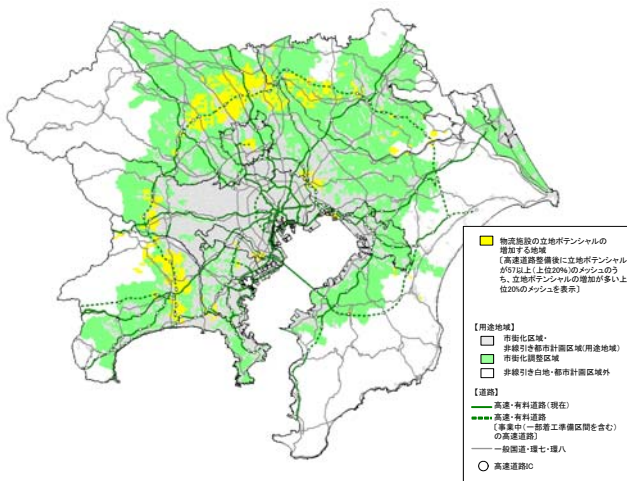 物流施設の立地ポテンシャルの
増加する地域
［高速道路整備後に立地ポテンシャル
が57以上（上位20%）のメッシュのう
ち、立地ポテンシャルの増加が多い上
位20%のメッシュを表示］
【用途地域】
市街化区域・
非線引き都市計画区域（用途地域）
市街化調整区域
非線引き白地・都市計画区域外
【道路】
高速・有料道路（現在）
高速・有料道路
［事業中（一部着工準備区間を含む）
の高速道路］
一般国道・環七・環八
高速道路IC